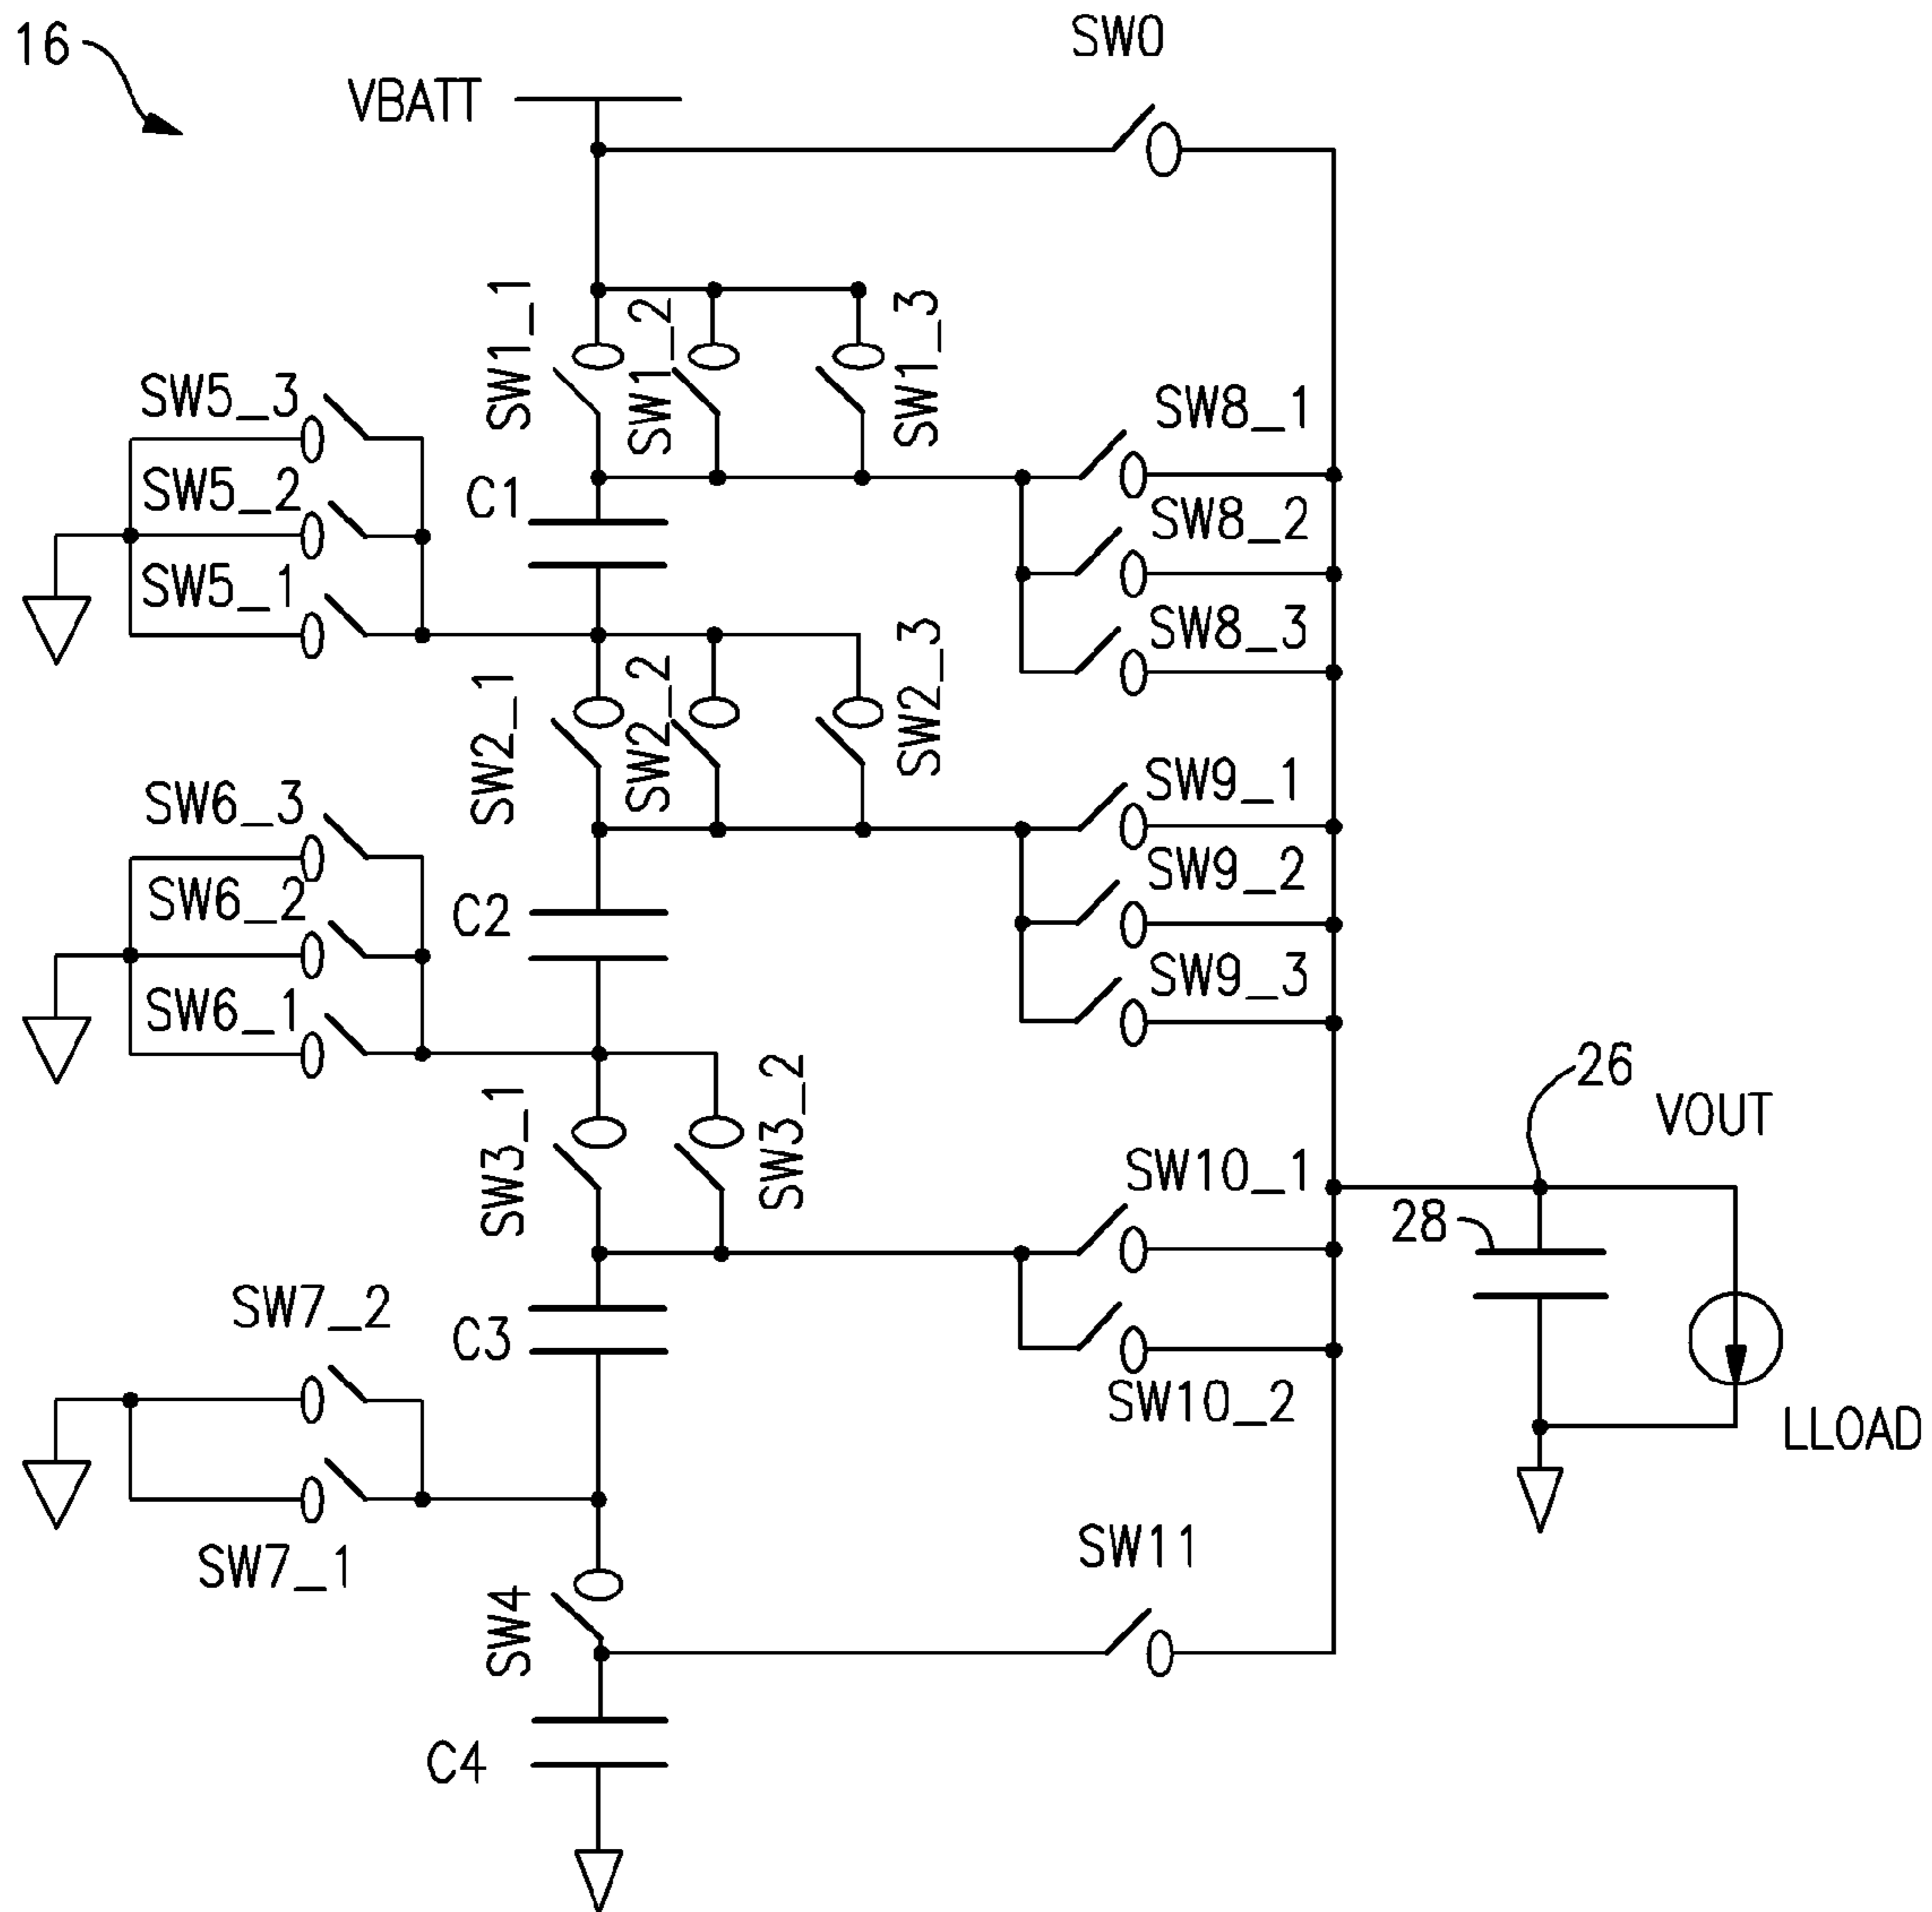 16
SW0
VBATT
SW1_1
SW1_2
SW1_3
SW5_3
SW8_1
SW5_2
C1
SW8_2
SW5_1
SW8_3
SW2_1
SW2_2
SW2_3
SW6_3
SW9_1
SW6_2
C2
SW9_2
SW6_1
SW9_3
26
VOUT
SW3_1
SW3_2
SW10_1
28
SW7_2
C3
SW10_2
LLOAD
SW7_1
SW11
SW4
C4